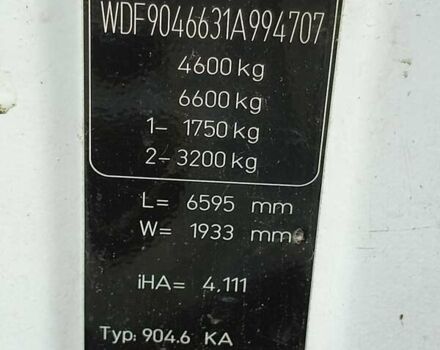 WDF9046631A994707
4600 kg
6600 kg
1- 1750 kg
2- 3200 kg
L= 6595 mm
W= 1933 mm
iHA= 4.111
Typ: 904.6 KA